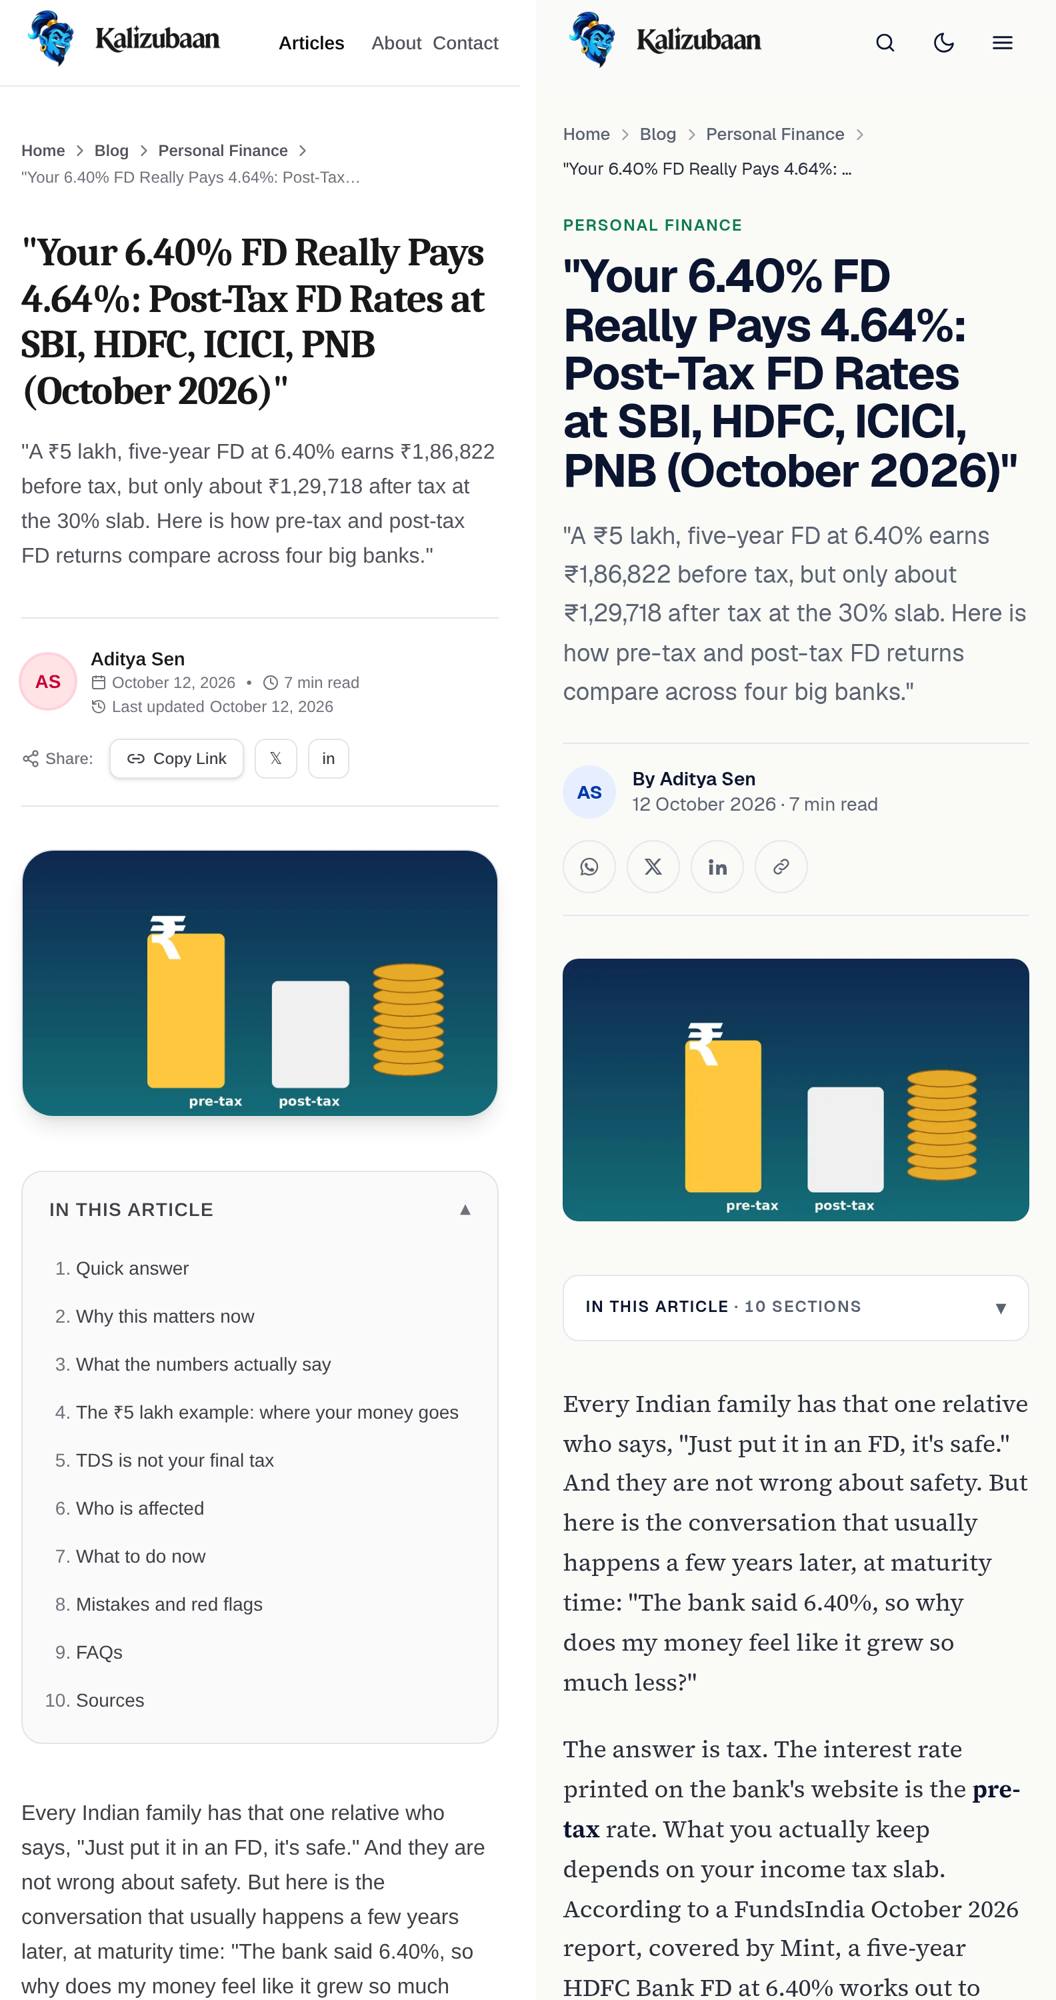 Kalizubaan
Articles About Contact
Home > Blog > Personal Finance >
"Your 6.40% FD Really Pays 4.64%: Post-Tax...
"Your 6.40% FD Really Pays
4.64%: Post-Tax FD Rates at
SBI, HDFC, ICICI, PNB
(October 2026)"
"A ₹5 lakh, five-year FD at 6.40% earns ₹1,86,822
before tax, but only about ₹1,29,718 after tax at
the 30% slab. Here is how pre-tax and post-tax
FD returns compare across four big banks."
AS
Aditya Sen
October 12, 2026 • 7 min read
Last updated October 12, 2026
Share: Copy Link 𝕏 in
₹
pre-tax post-tax
IN THIS ARTICLE ▲
1. Quick answer
2. Why this matters now
3. What the numbers actually say
4. The ₹5 lakh example: where your money goes
5. TDS is not your final tax
6. Who is affected
7. What to do now
8. Mistakes and red flags
9. FAQs
10. Sources
Every Indian family has that one relative who
says, "Just put it in an FD, it's safe." And they are
not wrong about safety. But here is the
conversation that usually happens a few years
later, at maturity time: "The bank said 6.40%, so
why does my money feel like it grew so much
Kalizubaan
Home > Blog > Personal Finance >
"Your 6.40% FD Really Pays 4.64%: ...
PERSONAL FINANCE
"Your 6.40% FD
Really Pays 4.64%:
Post-Tax FD Rates
at SBI, HDFC, ICICI,
PNB (October 2026)"
"A ₹5 lakh, five-year FD at 6.40% earns
₹1,86,822 before tax, but only about
₹1,29,718 after tax at the 30% slab. Here is
how pre-tax and post-tax FD returns
compare across four big banks."
AS
By Aditya Sen
12 October 2026 · 7 min read
X in
₹
pre-tax post-tax
IN THIS ARTICLE · 10 SECTIONS ▼
Every Indian family has that one relative
who says, "Just put it in an FD, it's safe."
And they are not wrong about safety. But
here is the conversation that usually
happens a few years later, at maturity
time: "The bank said 6.40%, so why
does my money feel like it grew so
much less?"
The answer is tax. The interest rate
printed on the bank's website is the pre-
tax rate. What you actually keep
depends on your income tax slab.
According to a FundsIndia October 2026
report, covered by Mint, a five-year
HDFC Bank FD at 6.40% works out to